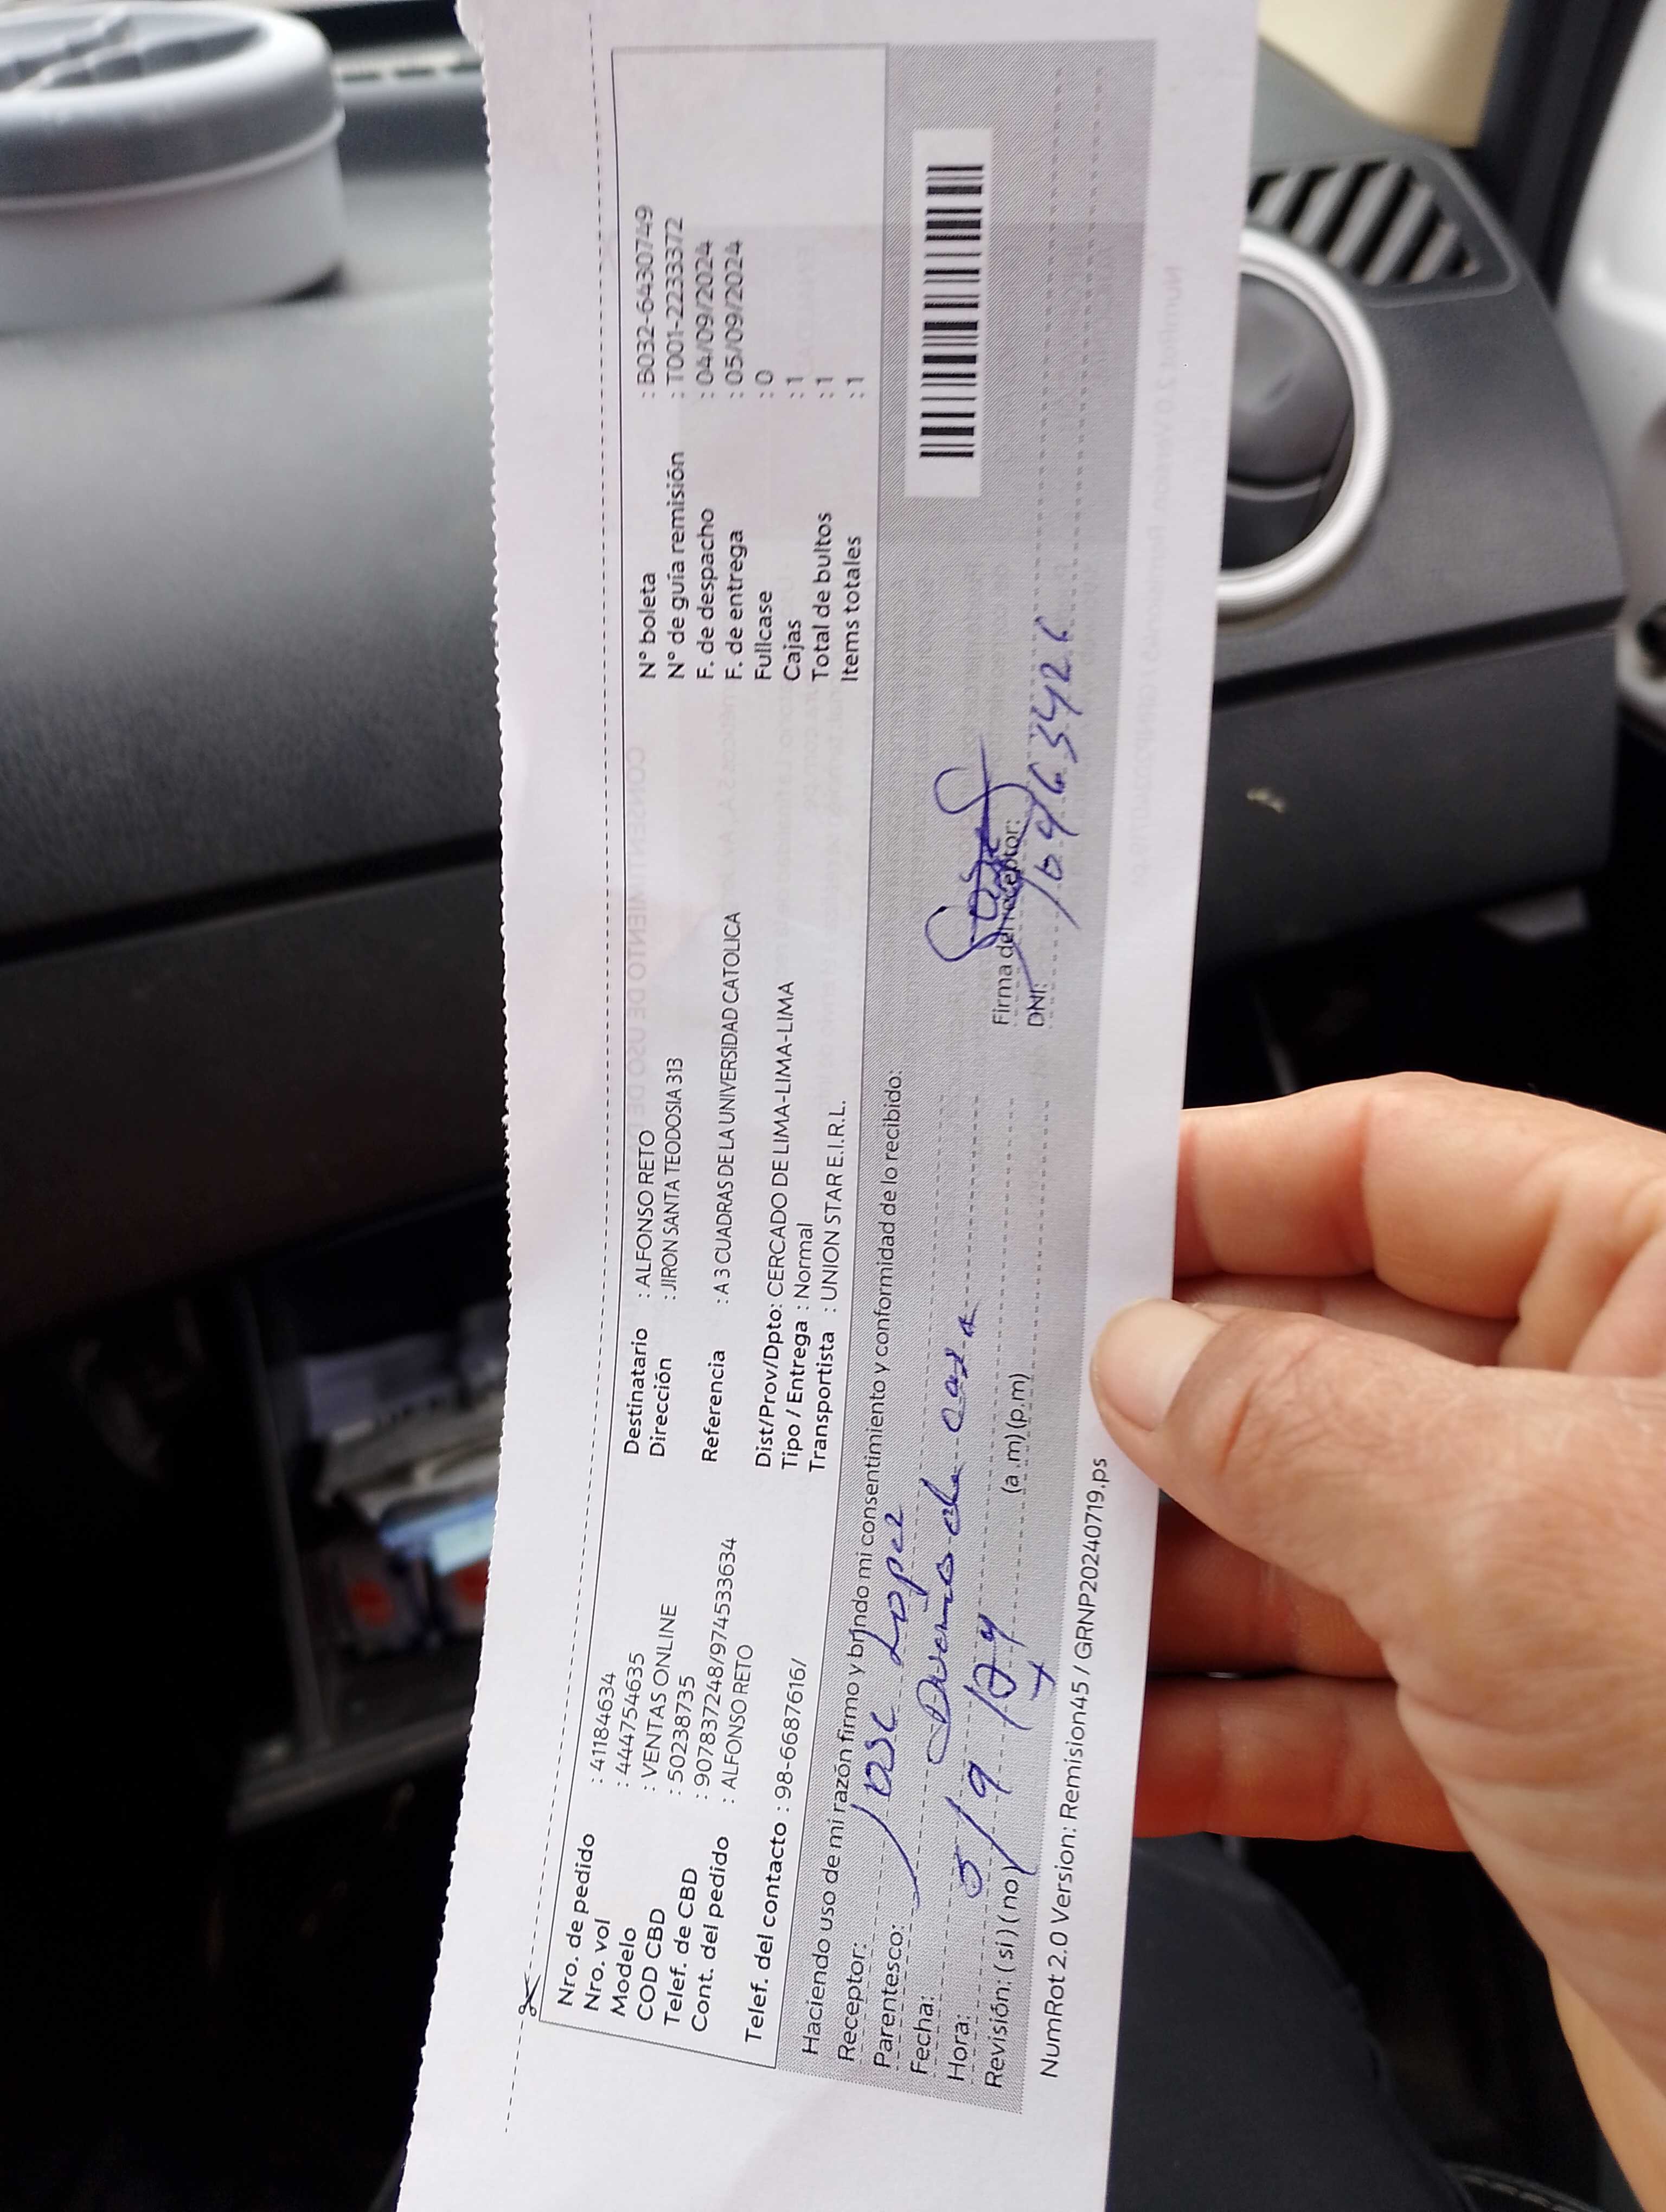 Nro. de pedido : 41184634
Nro. vol : 444754635
Modelo : VENTAS ONLINE
COD CBD : 50238735
Telef. de CBD : 907837248/974533634
Cont. del pedido : ALFONSO RETO
Telef. del contacto : 98-6687616/
Destinatario : ALFONSO RETO
Dirección : JIRON SANTA TEODOSIA 313
Referencia : A 3 CUADRAS DE LA UNIVERSIDAD CATOLICA
Dist/Prov/Dpto: CERCADO DE LIMA-LIMA-LIMA
Tipo / Entrega : Normal
Transportista : UNION STAR E.I.R.L.
N° boleta : B032-6430749
N° de guía remisión : T001-22333372
F. de despacho : 04/09/2024
F. de entrega : 05/09/2024
Fullcase : 0
Cajas : 1
Total de bultos : 1
Items totales : 1
Haciendo uso de mi razón firmo y brindo mi consentimiento y conformidad de lo recibido:
Receptor: Jose Lopez
Parentesco: Dueño de casa
Fecha: 5/9/24
Hora: (a.m)(p.m)
Revisión: (si)(no)
Firma del receptor:
DNI:
NumRot 2.0 Version: Remision45 / GRNP20240719.ps